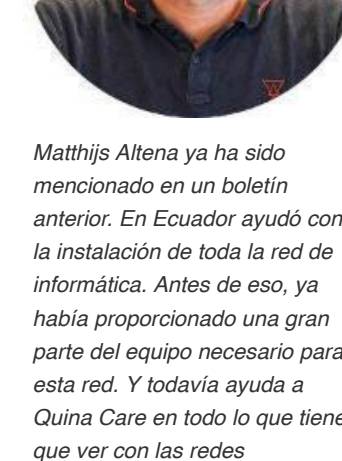 Matthijs Altena ya ha sido
mencionado en un boletín
anterior. En Ecuador ayudó con
la instalación de toda la red de
informática. Antes de eso, ya
había proporcionado una gran
parte del equipo necesario para
esta red. Y todavía ayuda a
Quina Care en todo lo que tiene
que ver con las redes